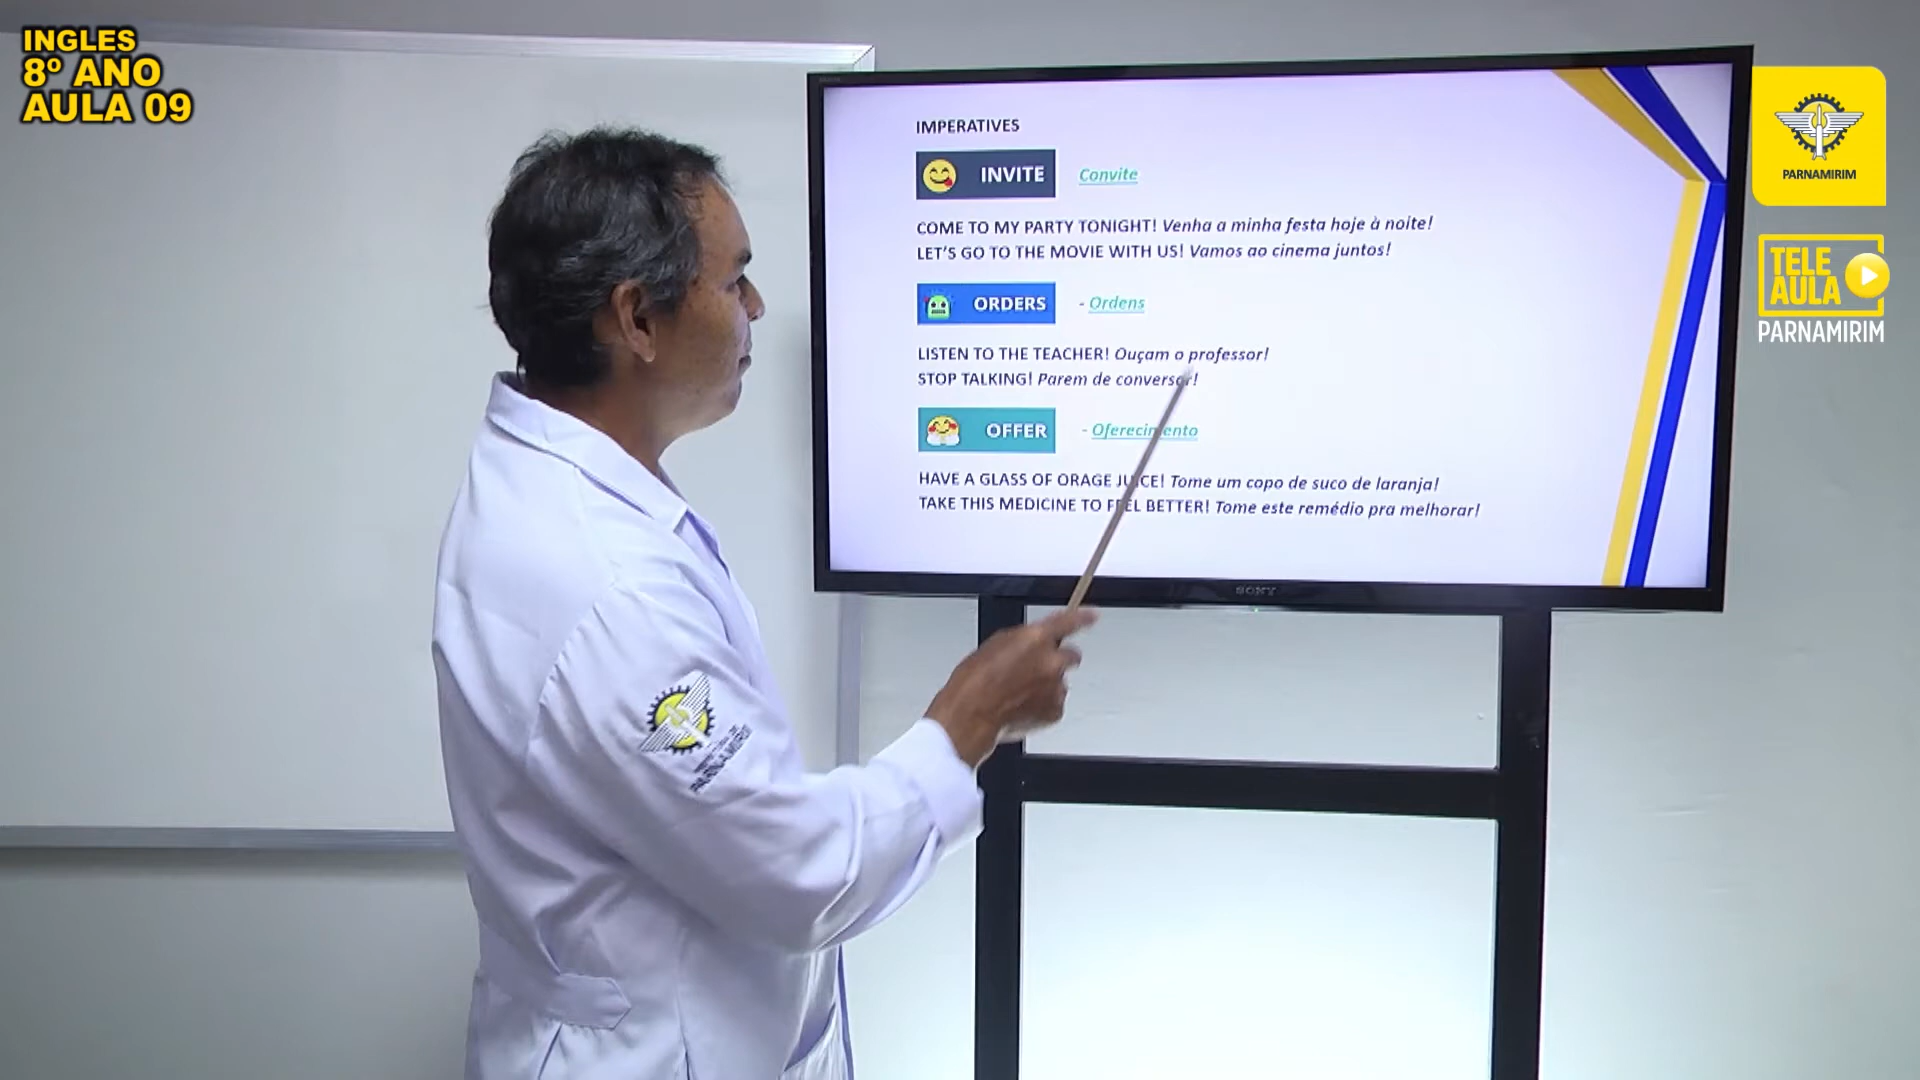 INGLES
8º ANO
AULA 09
IMPERATIVES
INVITE Convite
COME TO MY PARTY TONIGHT! Venha a minha festa hoje à noite!
LET'S GO TO THE MOVIE WITH US! Vamos ao cinema juntos!
ORDERS - Ordens
LISTEN TO THE TEACHER! Ouçam o professor!
STOP TALKING! Parem de conversar!
OFFER - Oferecimento
HAVE A GLASS OF ORAGE JUICE! Tome um copo de suco de laranja!
TAKE THIS MEDICINE TO FEEL BETTER! Tome este remédio pra melhorar!
SONY
PARNAMIRIM
TELE
AULA
PARNAMIRIM
PARNAMIRIM